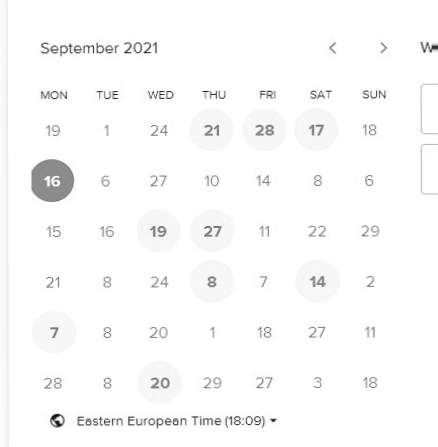 September 2021
MON TUE WED THU FRI SAT SUN
19 1 24 21 28 17 18
16 6 27 10 14 8 6
15 16 19 27 11 22 29
21 8 24 8 7 14 2
7 8 20 1 18 27 11
28 8 20 29 27 3 18
Eastern European Time (18:09)